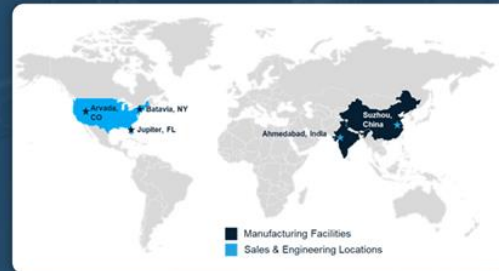 Arvada,
CO
Batavia, NY
Jupiter, FL
Ahmedabad, India
Suzhou,
China
Manufacturing Facilities
Sales & Engineering Locations